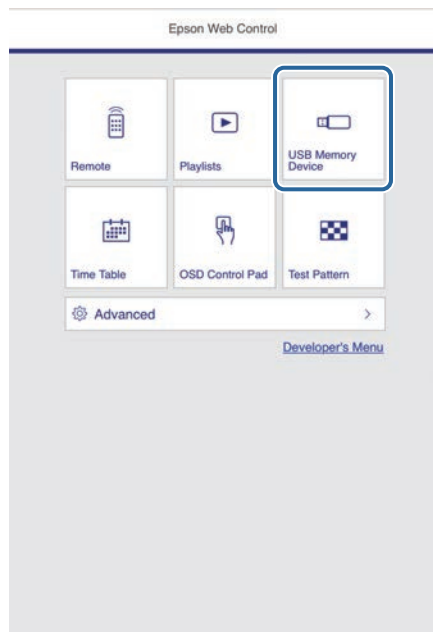 Epson Web Control
Remote
Playlists
USB Memory
Device
Time Table
OSD Control Pad
Test Pattern
Advanced
Developer's Menu